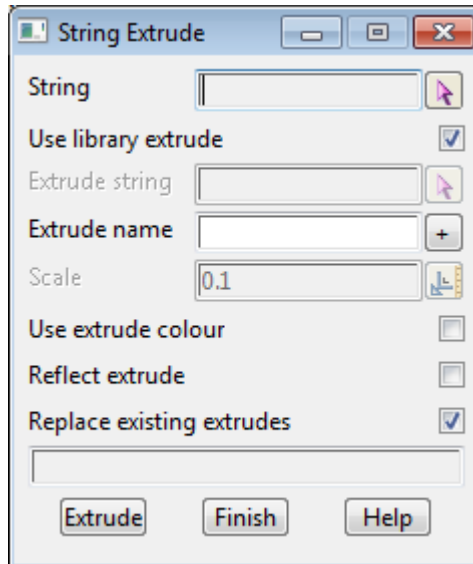 String Extrude
String
Use library extrude
Extrude string
Extrude name +
Scale 0.1
Use extrude colour
Reflect extrude
Replace existing extrudes
Extrude Finish Help